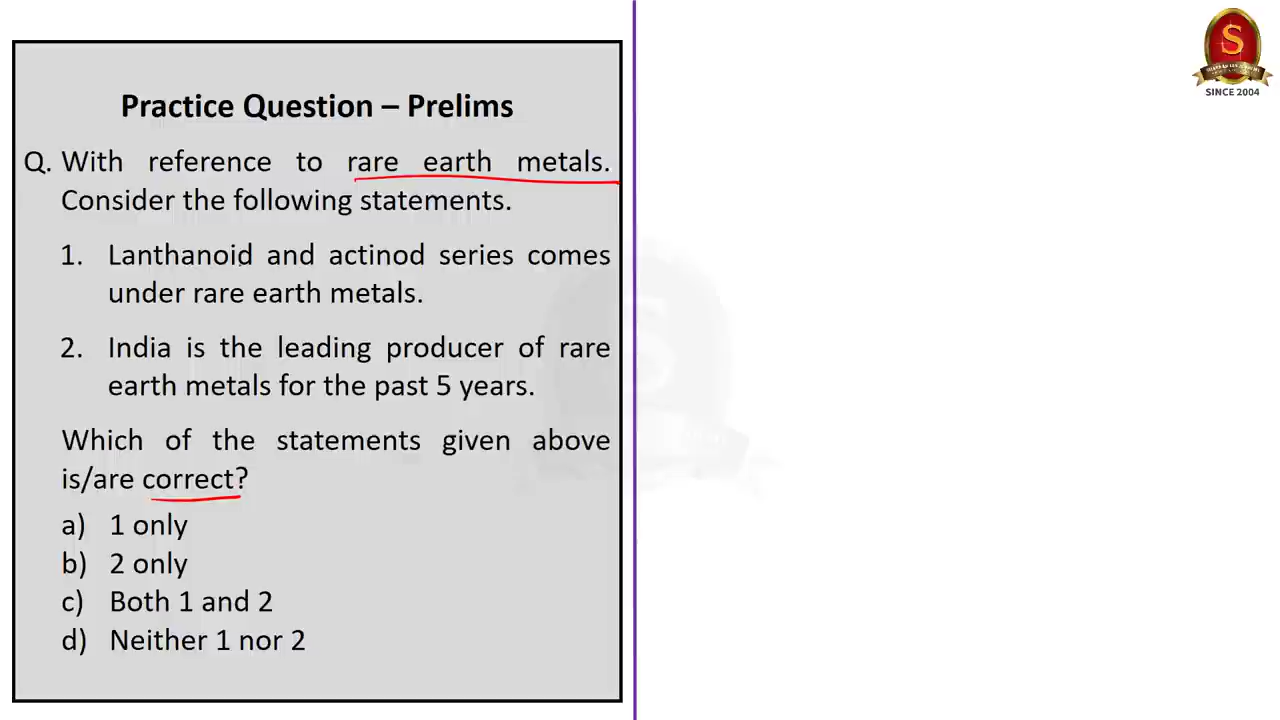 Practice Question – Prelims
Q. With reference to rare earth metals.
Consider the following statements.
1. Lanthanoid and actinod series comes
under rare earth metals.
2. India is the leading producer of rare
earth metals for the past 5 years.
Which of the statements given above
is/are correct?
a) 1 only
b) 2 only
c) Both 1 and 2
d) Neither 1 nor 2
S
SINCE 2004